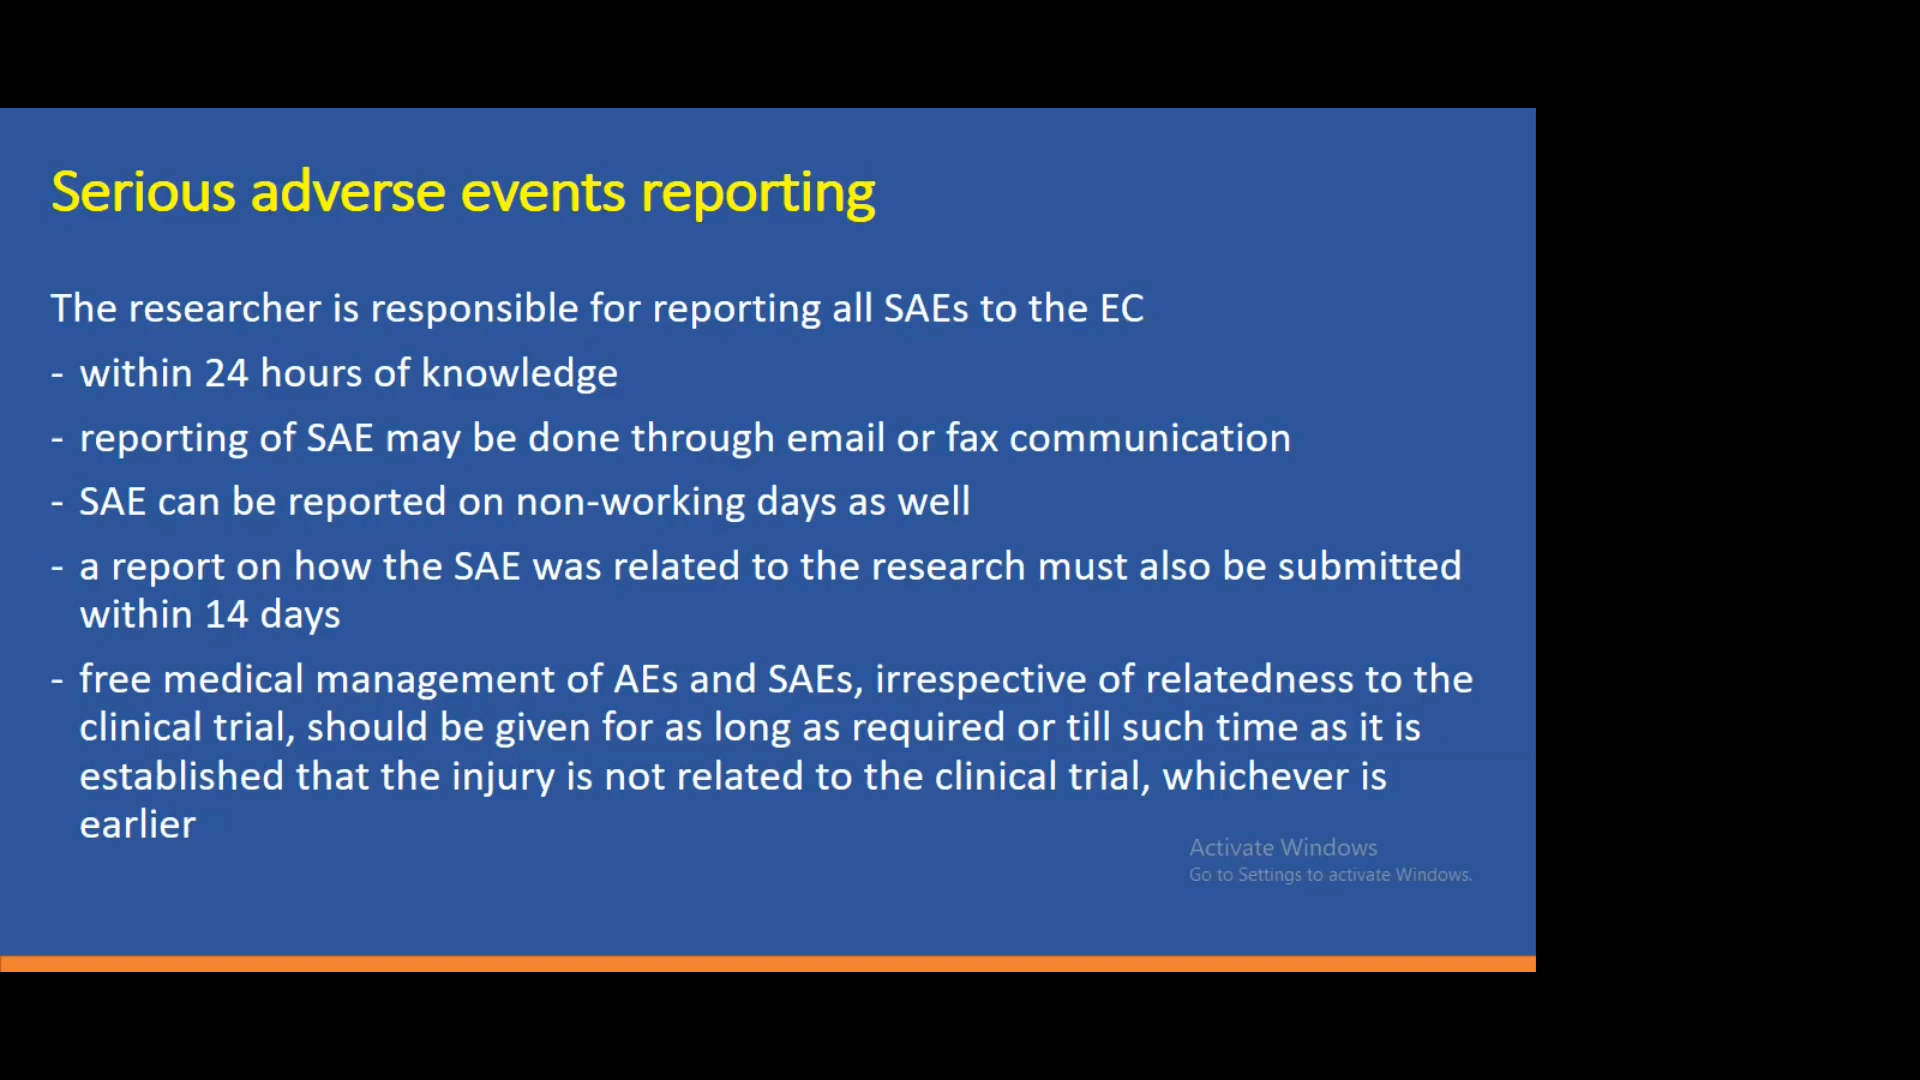 Serious adverse events reporting
The researcher is responsible for reporting all SAEs to the EC
- within 24 hours of knowledge
- reporting of SAE may be done through email or fax communication
- SAE can be reported on non-working days as well
- a report on how the SAE was related to the research must also be submitted
within 14 days
- free medical management of AEs and SAEs, irrespective of relatedness to the
clinical trial, should be given for as long as required or till such time as it is
established that the injury is not related to the clinical trial, whichever is
earlier
Activate Windows
Go to Settings to activate Windows.